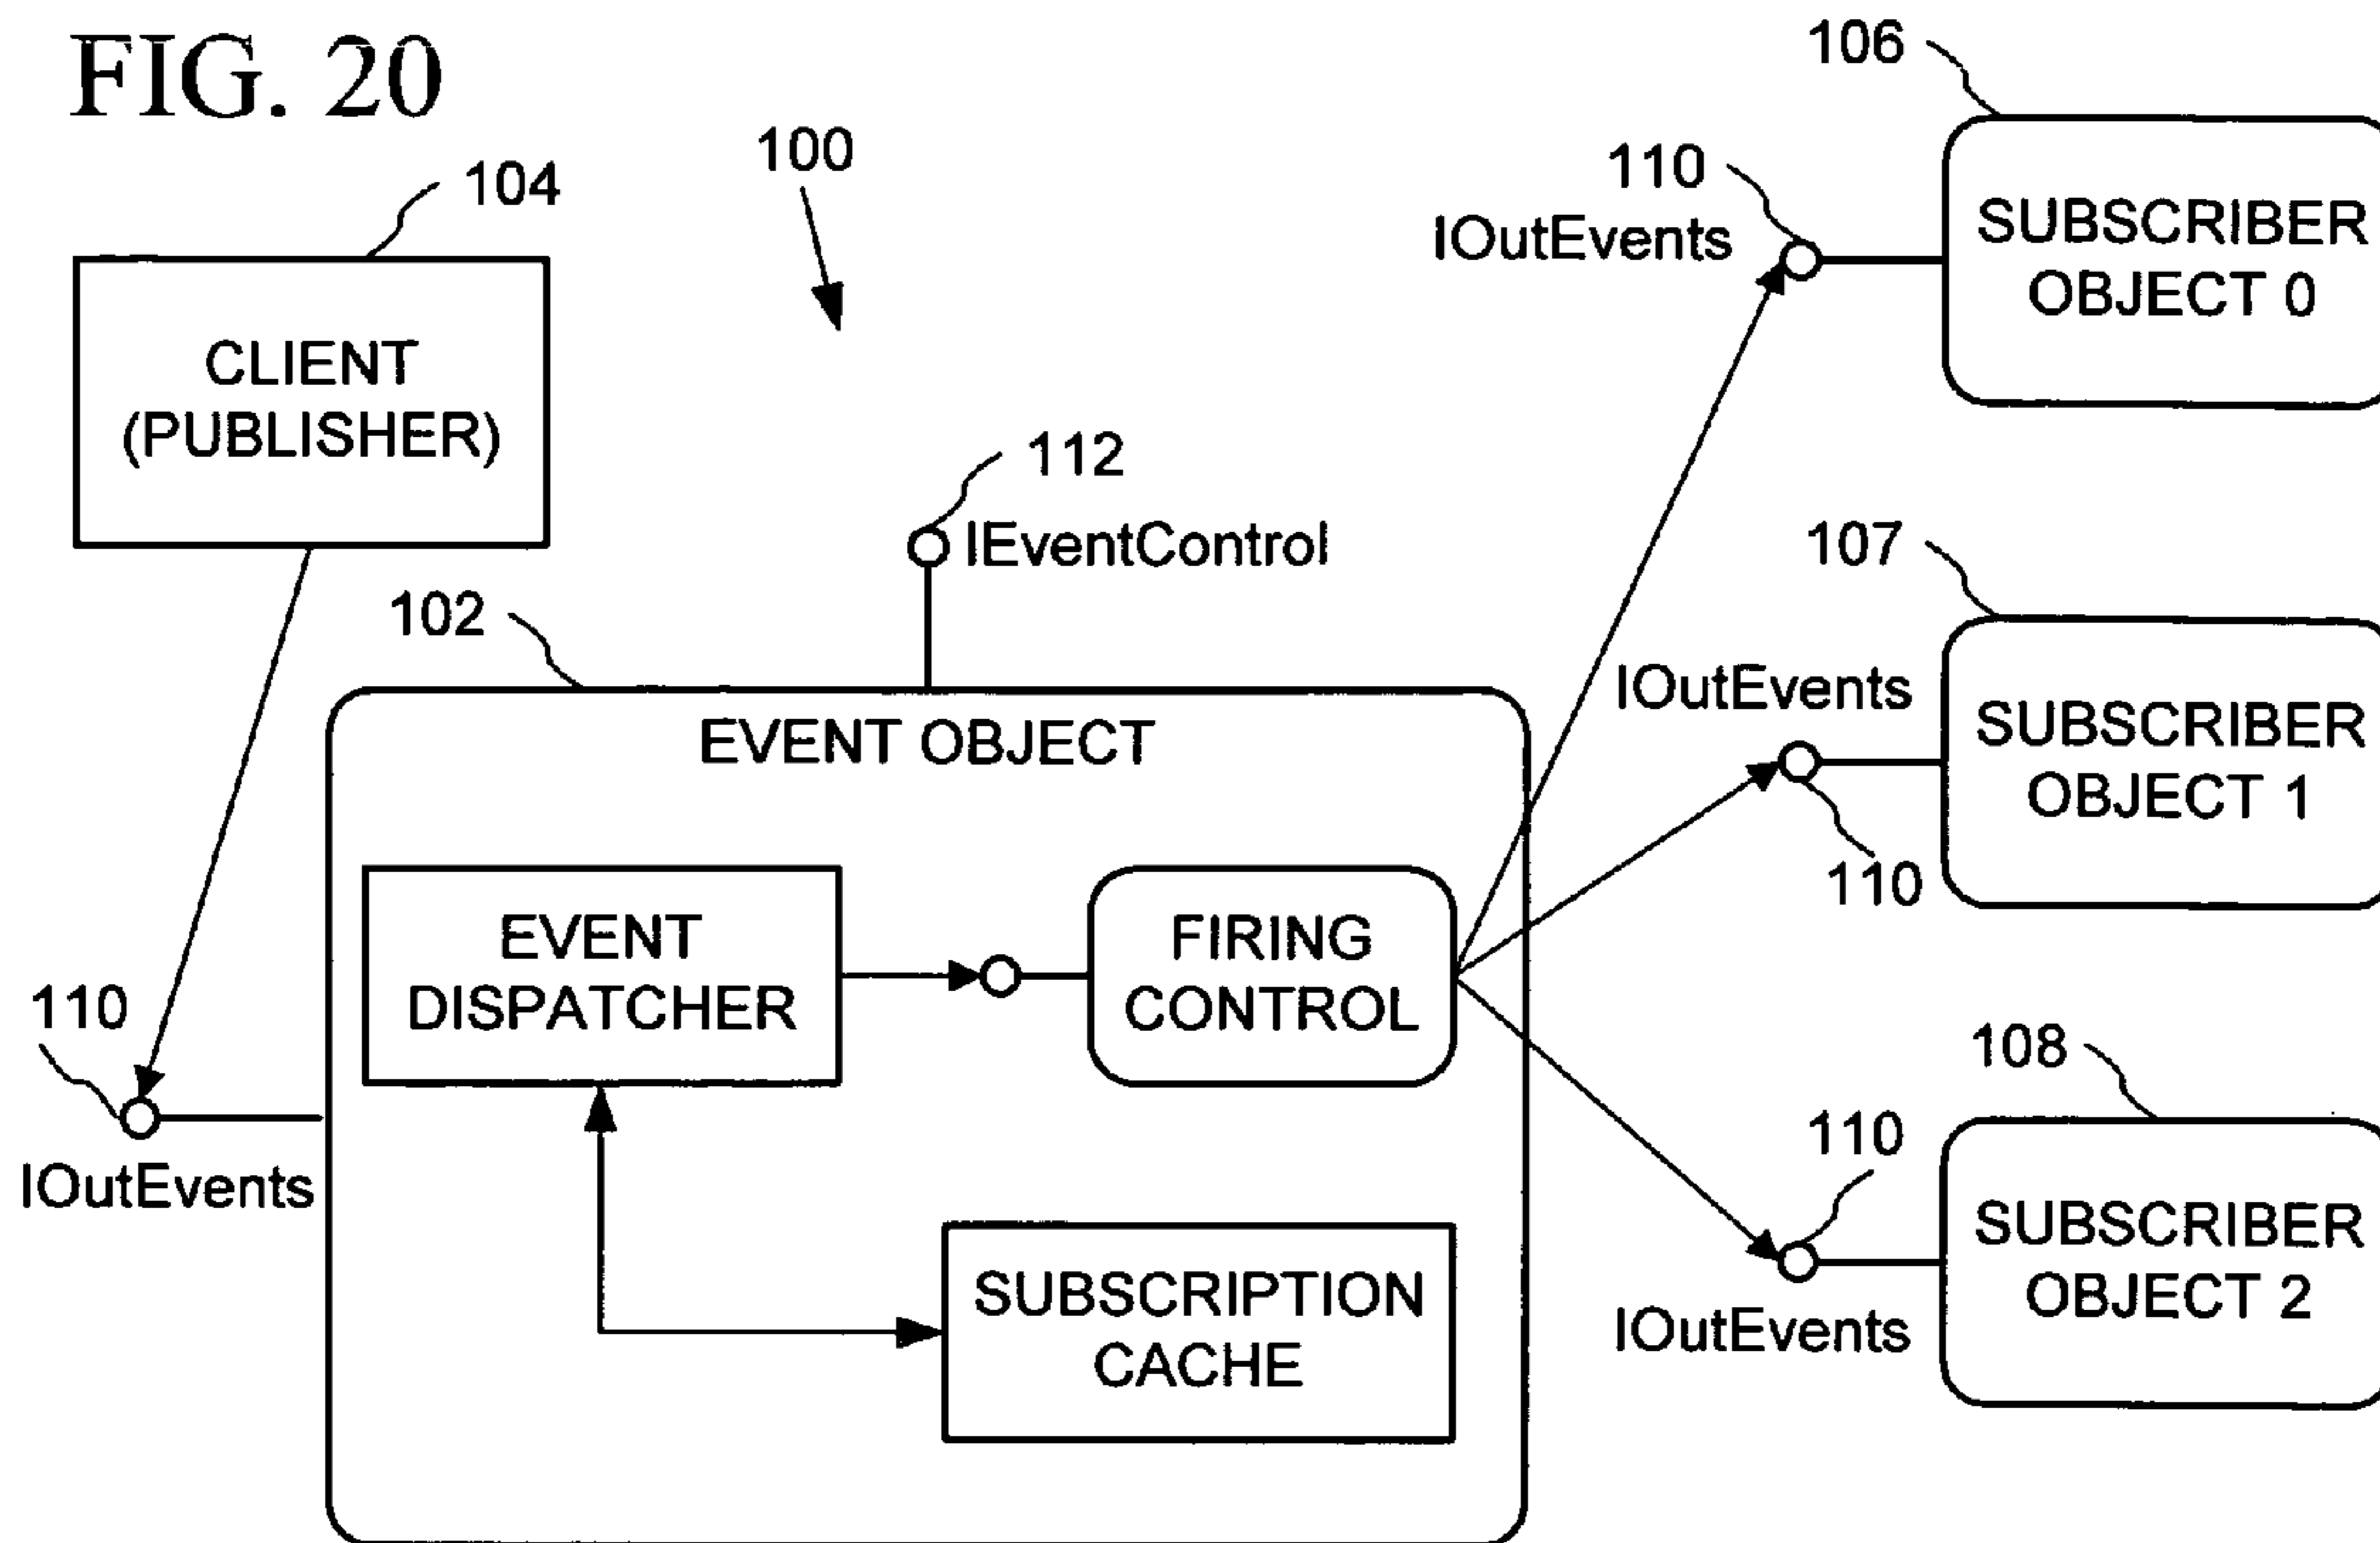 FIG. 20
106
100
110
104
IOutEvents
SUBSCRIBER
OBJECT 0
CLIENT
(PUBLISHER)
112
IEventControl
107
102
IOutEvents
SUBSCRIBER
OBJECT 1
EVENT OBJECT
110
EVENT
DISPATCHER
FIRING
CONTROL
110
108
110
IOutEvents
SUBSCRIBER
OBJECT 2
IOutEvents
SUBSCRIPTION
CACHE